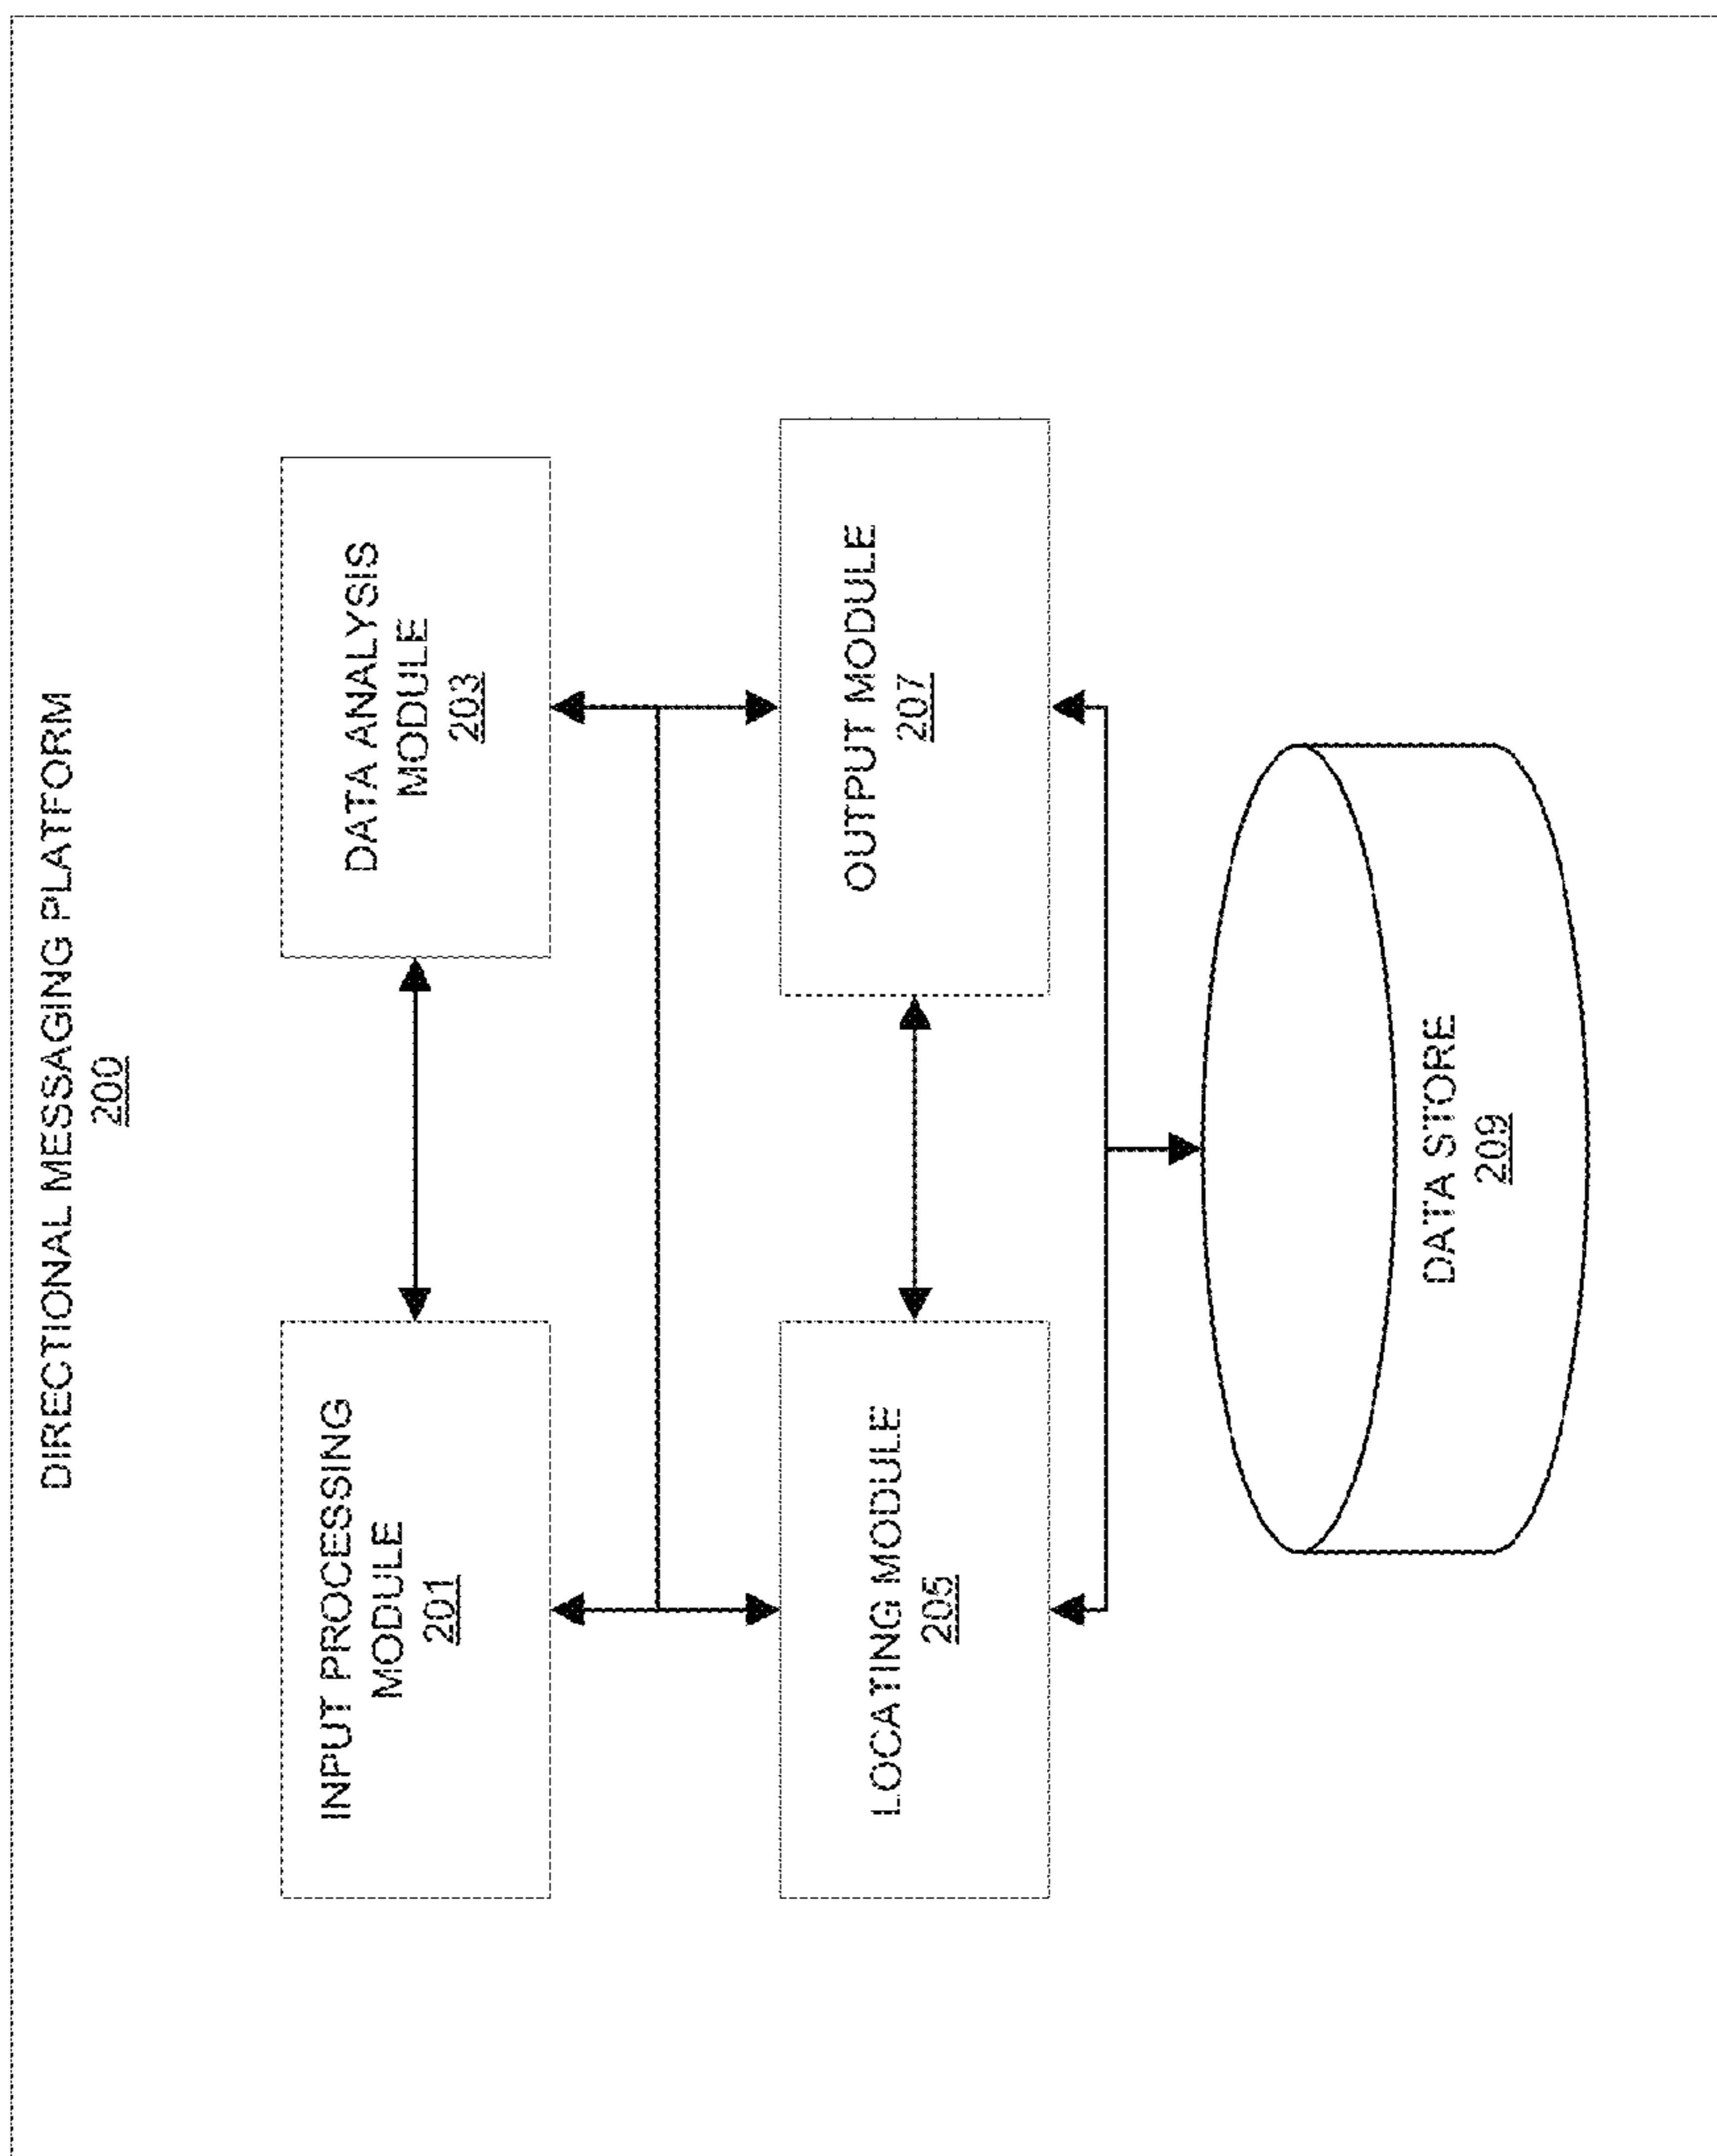 DIRECTIONAL MESSAGING PLATFORM
200
INPUT PROCESSING
MODULE
201
DATA ANALYSIS
MODULE
203
LOCATING MODULE
205
OUTPUT MODULE
207
DATA STORE
209